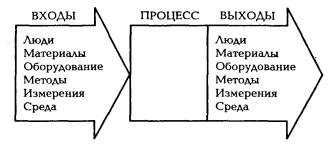 ВХОДЫ
ПРОЦЕСС
ВЫХОДЫ
Люди
Материалы
Оборудование
Методы
Измерения
Среда
Люди
Материалы
Оборудование
Методы
Измерения
Среда